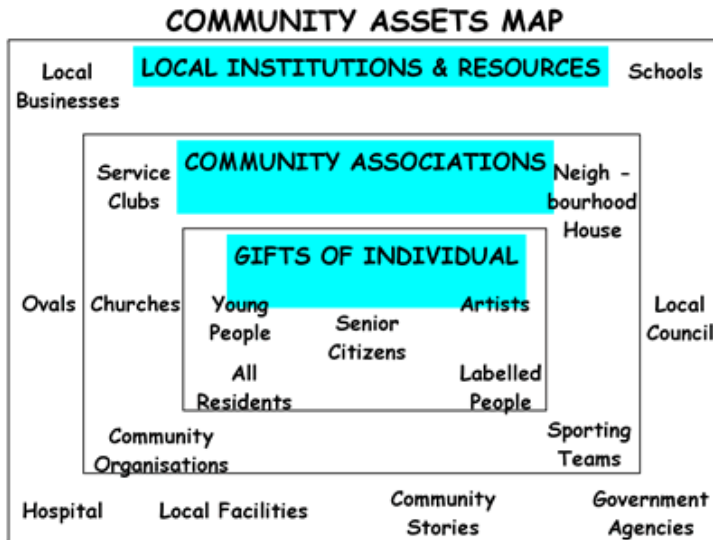 COMMUNITY ASSETS MAP
Local
Businesses
LOCAL INSTITUTIONS & RESOURCES
Schools
Service
Clubs
COMMUNITY ASSOCIATIONS
Neigh -
bourhood
House
GIFTS OF INDIVIDUAL
Ovals
Churches
Young
People
Senior
Citizens
Artists
Local
Council
All
Residents
Labelled
People
Community
Organisations
Sporting
Teams
Hospital
Local Facilities
Community
Stories
Government
Agencies